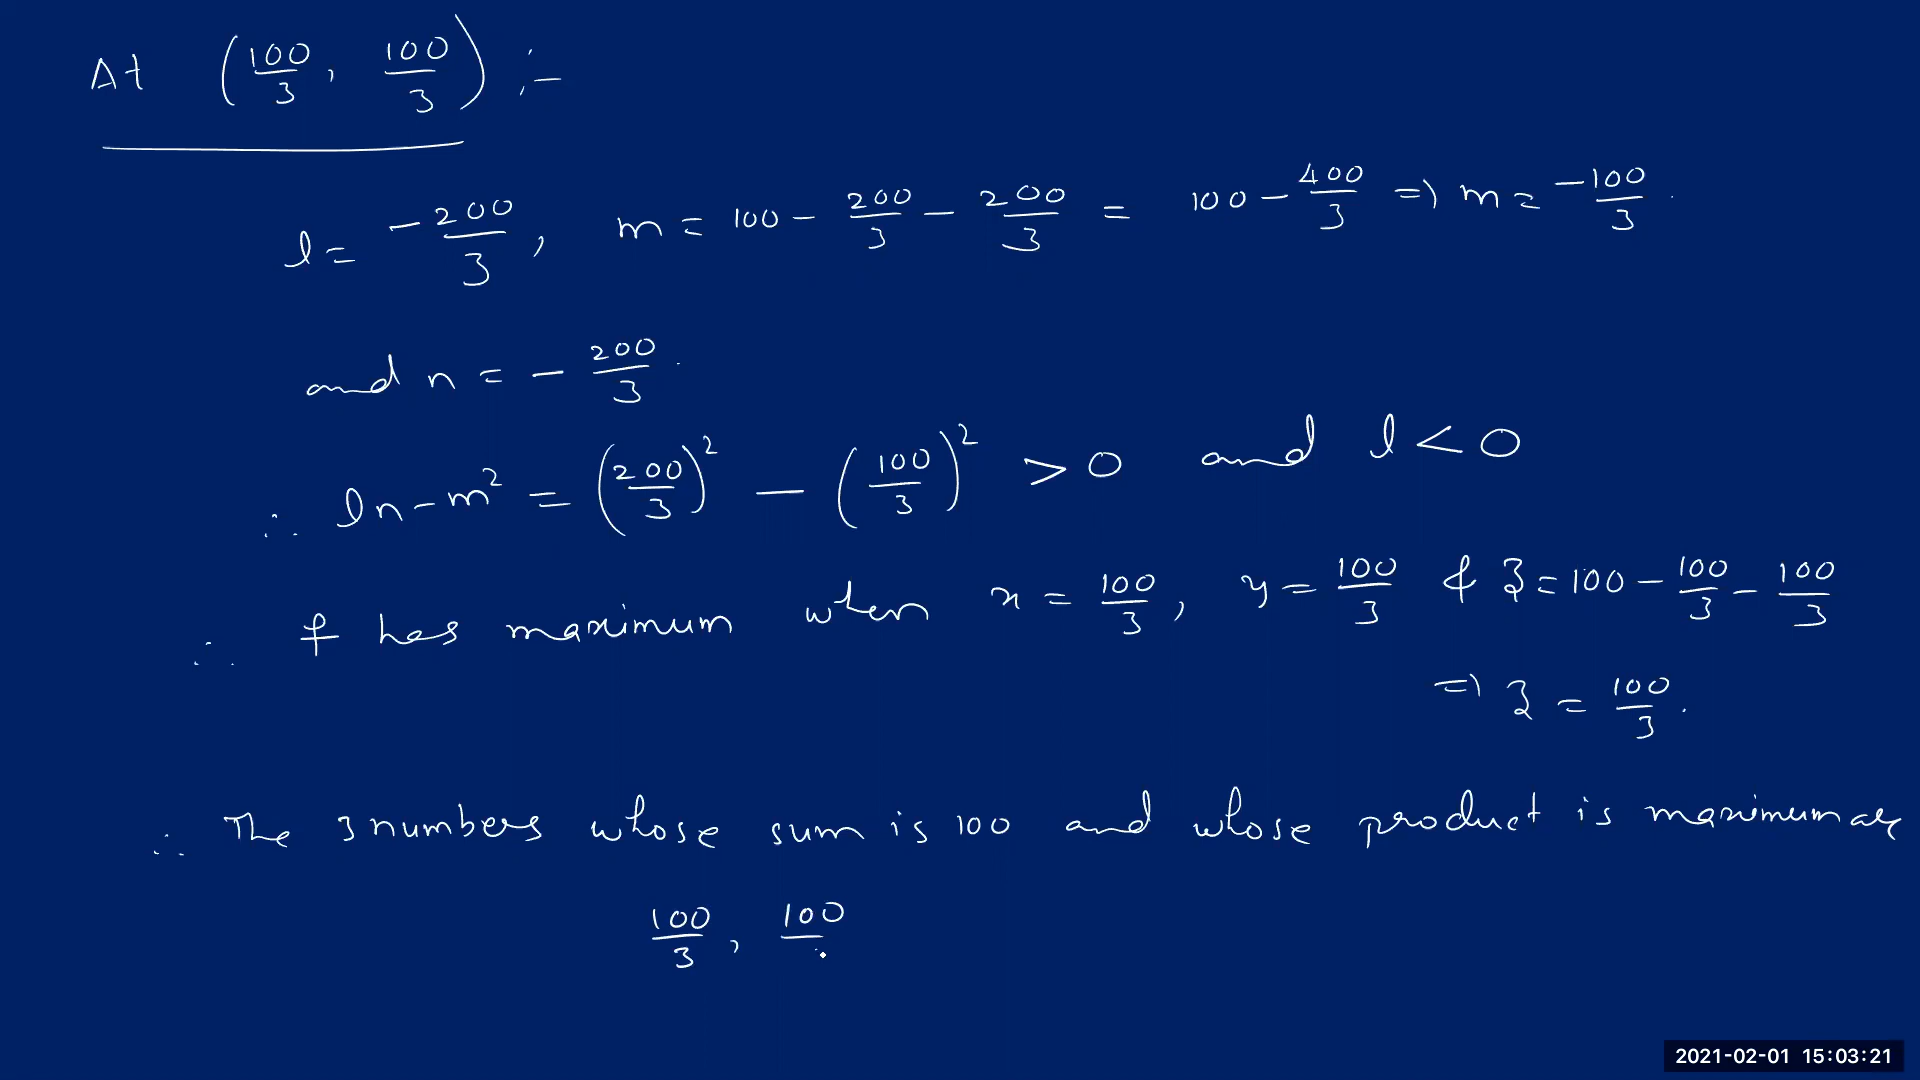 At (100/3, 100/3) :-
l = -200/3, m = 100 - 200/3 - 200/3 = 100 - 400/3 => m = -100/3.
and n = - 200/3.
∴ ln - m² = (200/3)² - (100/3)² > 0 and l < 0
∴ f has maximum when x = 100/3, y = 100/3 & z = 100 - 100/3 - 100/3
=> z = 100/3.
∴ The 3 numbers whose sum is 100 and whose product is maximum are
100/3, 100
2021-02-01 15:03:21